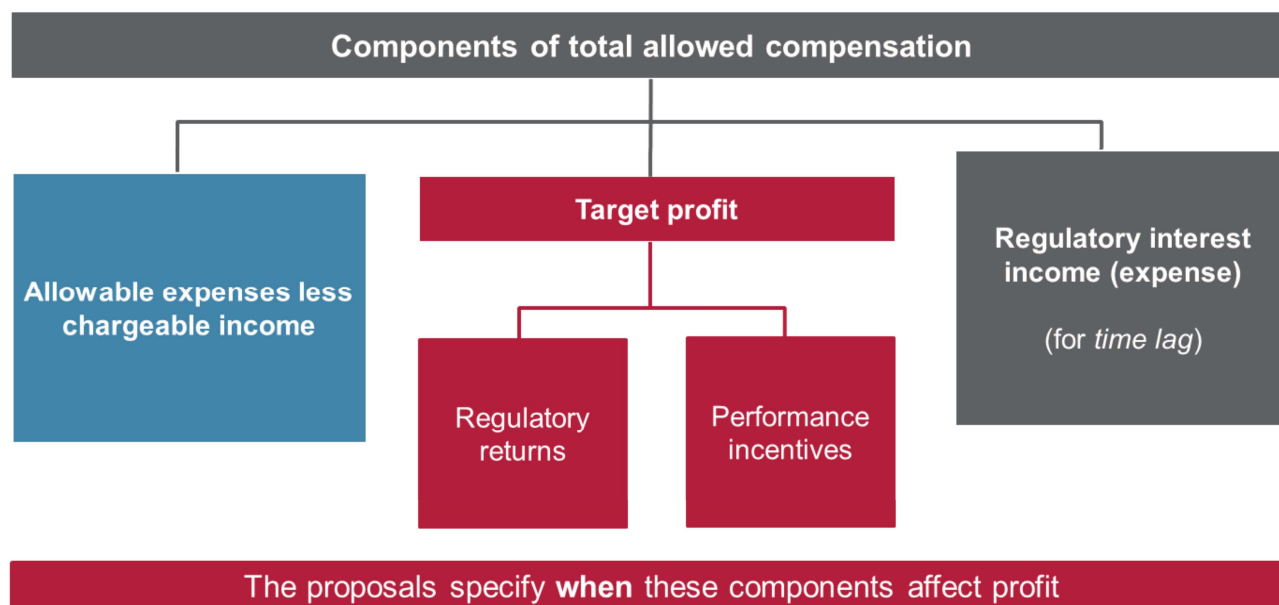 Components of total allowed compensation
Target profit
Allowable expenses less
chargeable income
Regulatory interest
income (expense)
(for time lag)
Regulatory
returns
Performance
incentives
The proposals specify when these components affect profit